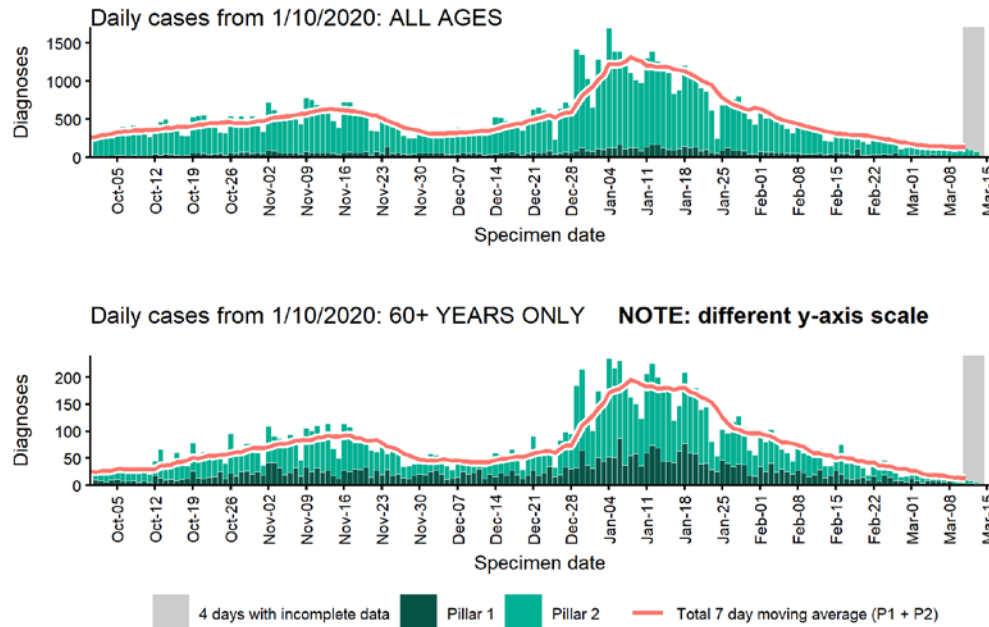 Daily cases from 1/10/2020: ALL AGES
Diagnoses
1500
1000
500
0
Oct-05
Oct-12
Oct-19
Oct-26
Nov-02
Nov-09
Nov-16
Nov-23
Nov-30
Dec-07
Dec-14
Dec-21
Dec-28
Jan-04
Jan-11
Jan-18
Jan-25
Feb-01
Feb-08
Feb-15
Feb-22
Mar-01
Mar-08
Mar-15
Specimen date
Daily cases from 1/10/2020: 60+ YEARS ONLY NOTE: different y-axis scale
Diagnoses
200
150
100
50
0
Oct-05
Oct-12
Oct-19
Oct-26
Nov-02
Nov-09
Nov-16
Nov-23
Nov-30
Dec-07
Dec-14
Dec-21
Dec-28
Jan-04
Jan-11
Jan-18
Jan-25
Feb-01
Feb-08
Feb-15
Feb-22
Mar-01
Mar-08
Mar-15
Specimen date
4 days with incomplete data Pillar 1 Pillar 2 Total 7 day moving average (P1 + P2)